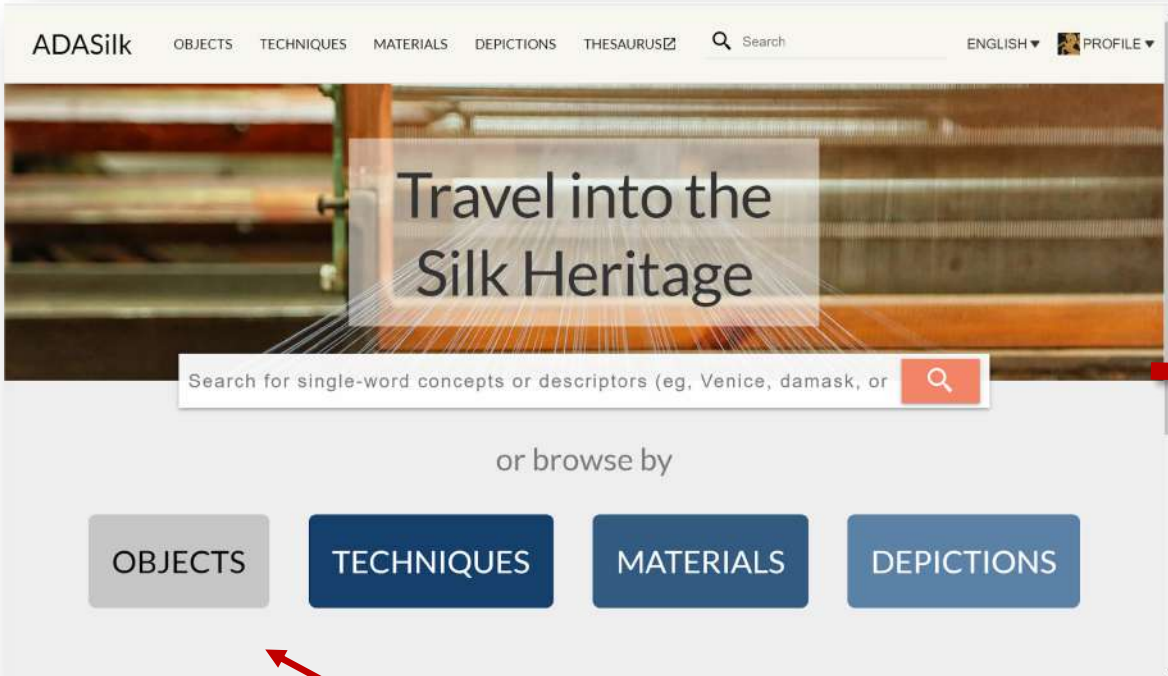 ADASilk OBJECTS TECHNIQUES MATERIALS DEPICTIONS THESAURUS Search ENGLISH ▾ PROFILE ▾
Travel into the
Silk Heritage
Search for single-word concepts or descriptors (eg, Venice, damask, or
or browse by
OBJECTS TECHNIQUES MATERIALS DEPICTIONS